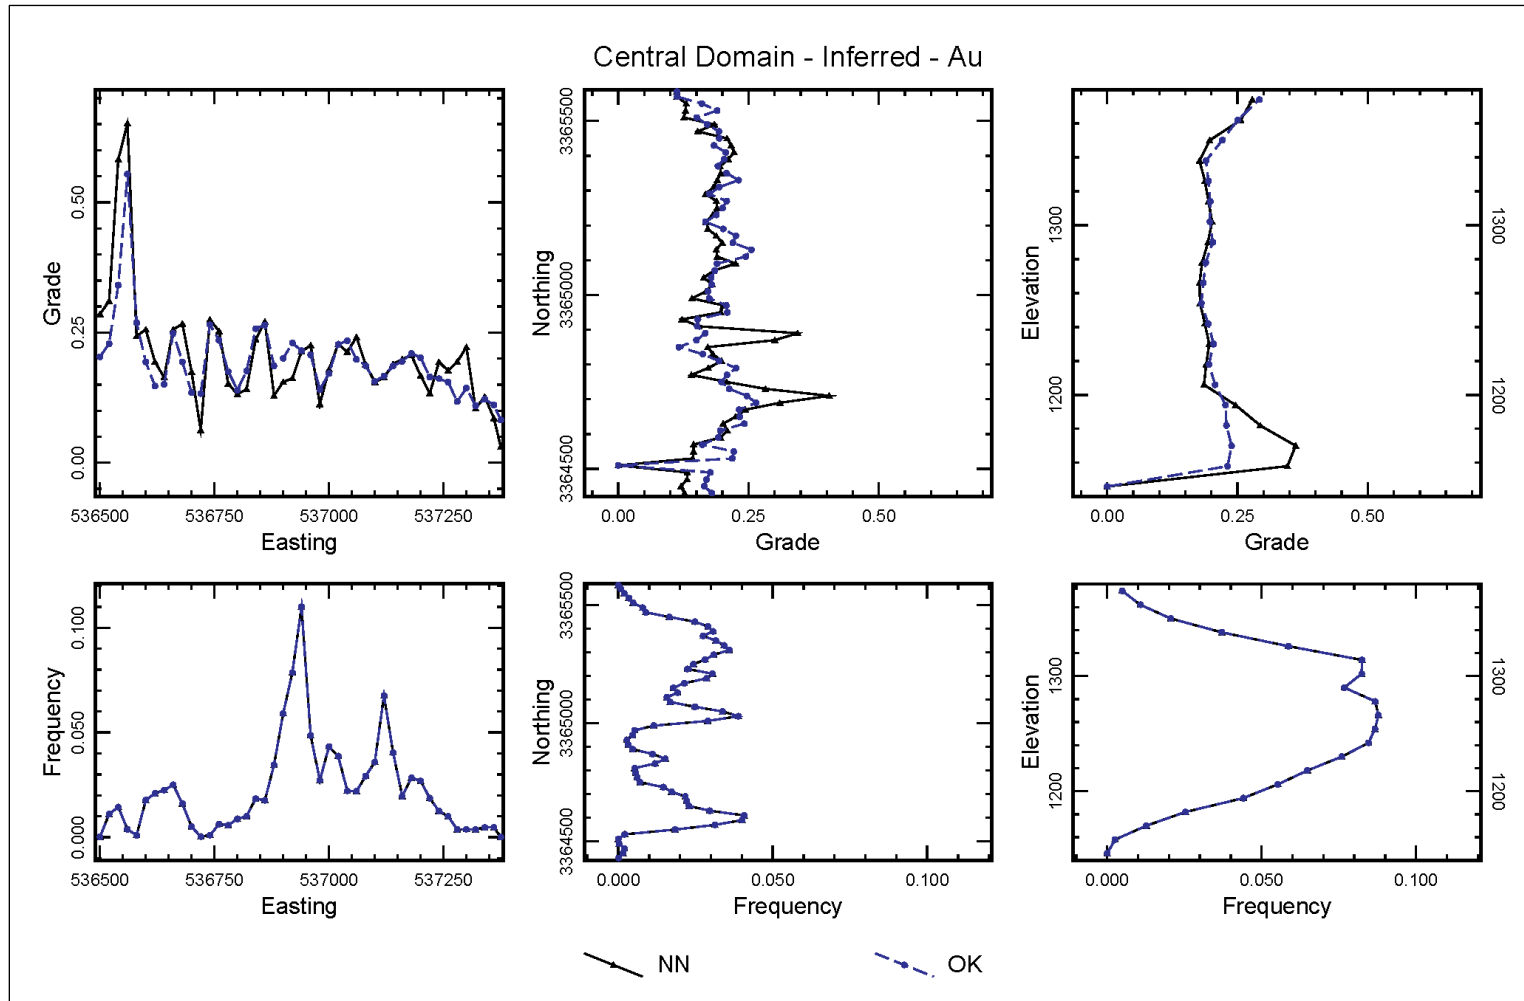 Central Domain - Inferred - Au
Grade
0.50
0.25
0.00
536500 536750 537000 537250
Easting
Northing
3365500
3365000
3364500
0.00 0.25 0.50
Grade
Elevation
1300
1200
1300
1200
0.00 0.25 0.50
Grade
Frequency
0.100
0.050
0.000
536500 536750 537000 537250
Easting
Northing
3365500
3365000
3364500
0.000 0.050 0.100
Frequency
Elevation
1300
1200
1300
1200
0.000 0.050 0.100
Frequency
NN OK